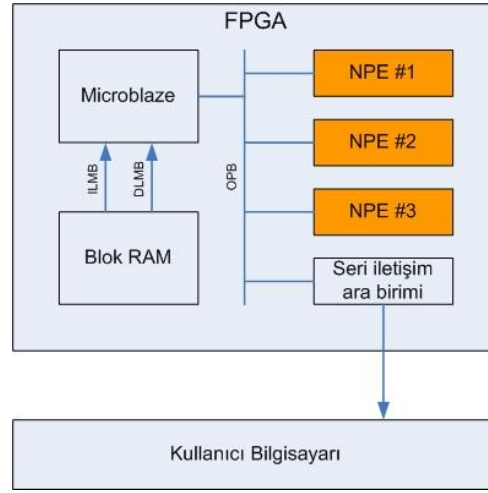 FPGA
Microblaze
ILMB
DLMB
Blok RAM
OPB
NPE #1
NPE #2
NPE #3
Seri iletişim
ara birimi
Kullanıcı Bilgisayarı